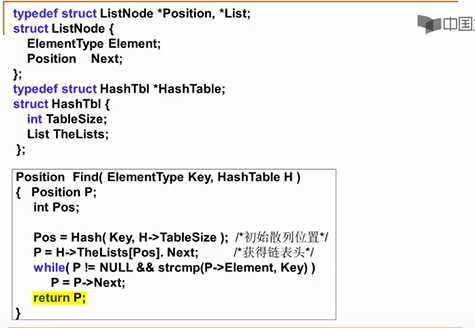 typedef struct ListNode *Position, *List;
struct ListNode {
ElementType Element;
Position Next;
};
typedef struct HashTbl *HashTable;
struct HashTbl {
int TableSize;
List TheLists;
};
中国
Position Find( ElementType Key, HashTable H )
{ Position P;
int Pos;
Pos = Hash( Key, H->TableSize ); /*初始散列位置*/
P = H->TheLists[Pos]. Next; /*获得链表头*/
while( P != NULL && strcmp(P->Element, Key) )
P = P->Next;
return P;
}